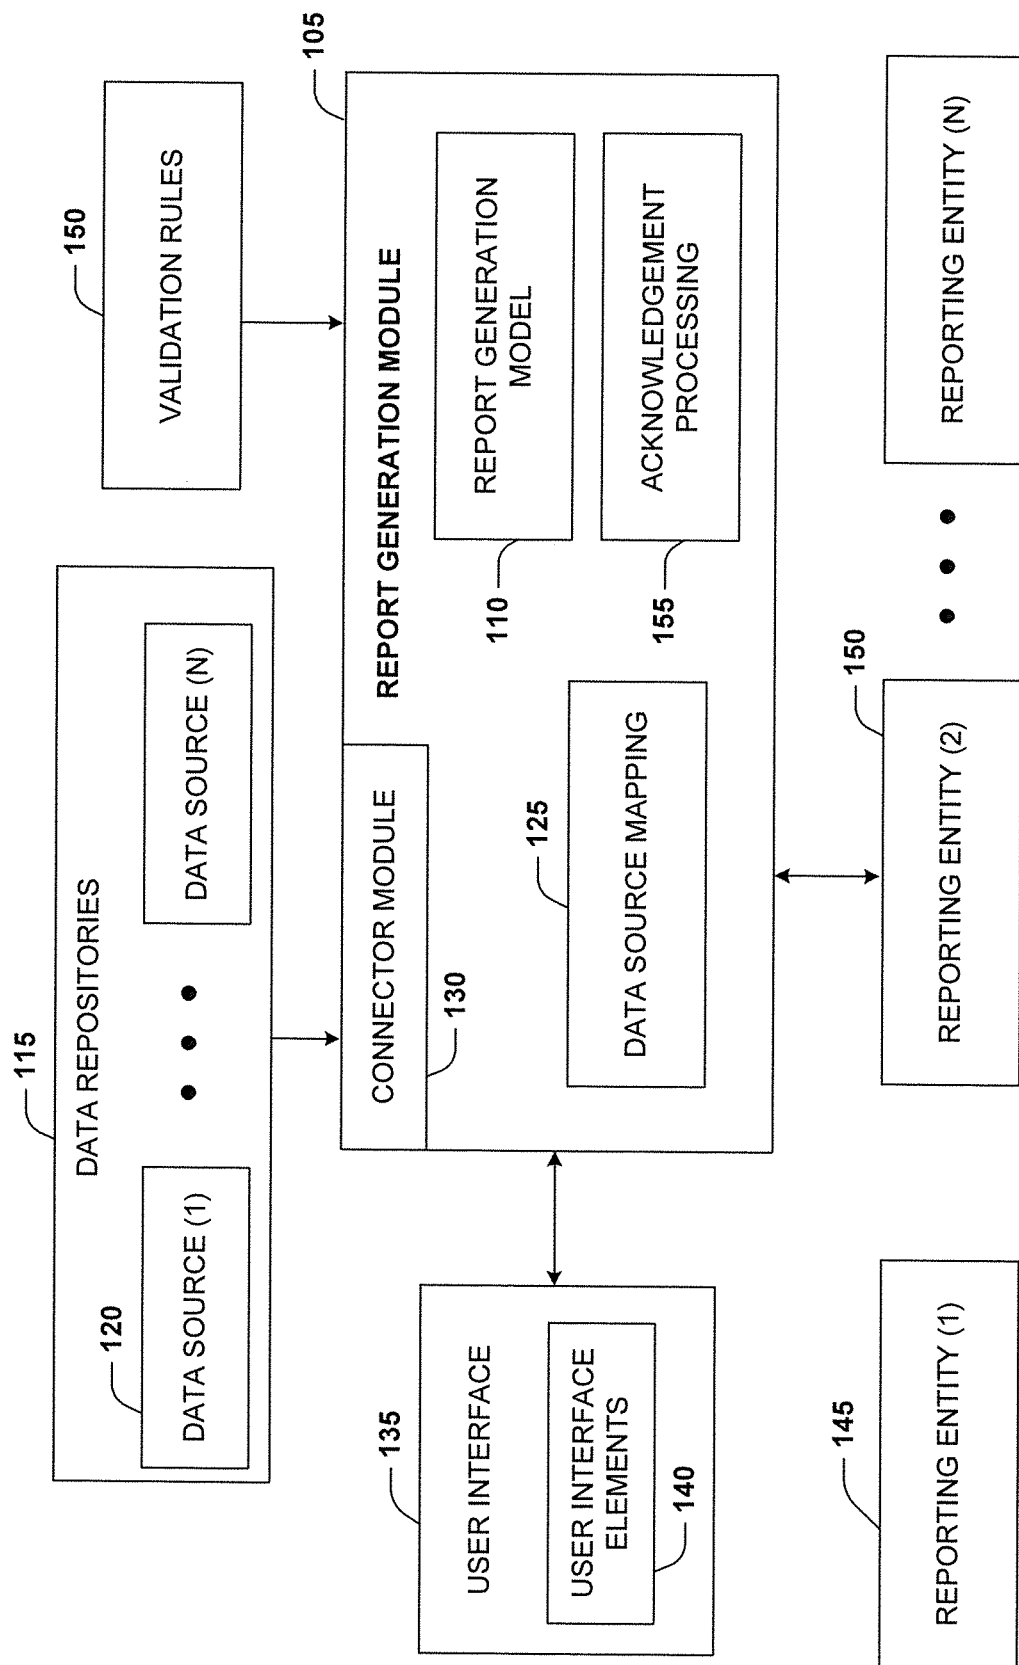 115
DATA REPOSITORIES
120
DATA SOURCE (1)
DATA SOURCE (N)
150
VALIDATION RULES
105
CONNECTOR MODULE
130
REPORT GENERATION MODULE
135
USER INTERFACE
USER INTERFACE
ELEMENTS
140
125
DATA SOURCE MAPPING
REPORT GENERATION
MODEL
110
ACKNOWLEDGEMENT
PROCESSING
155
145
REPORTING ENTITY (1)
150
REPORTING ENTITY (2)
REPORTING ENTITY (N)